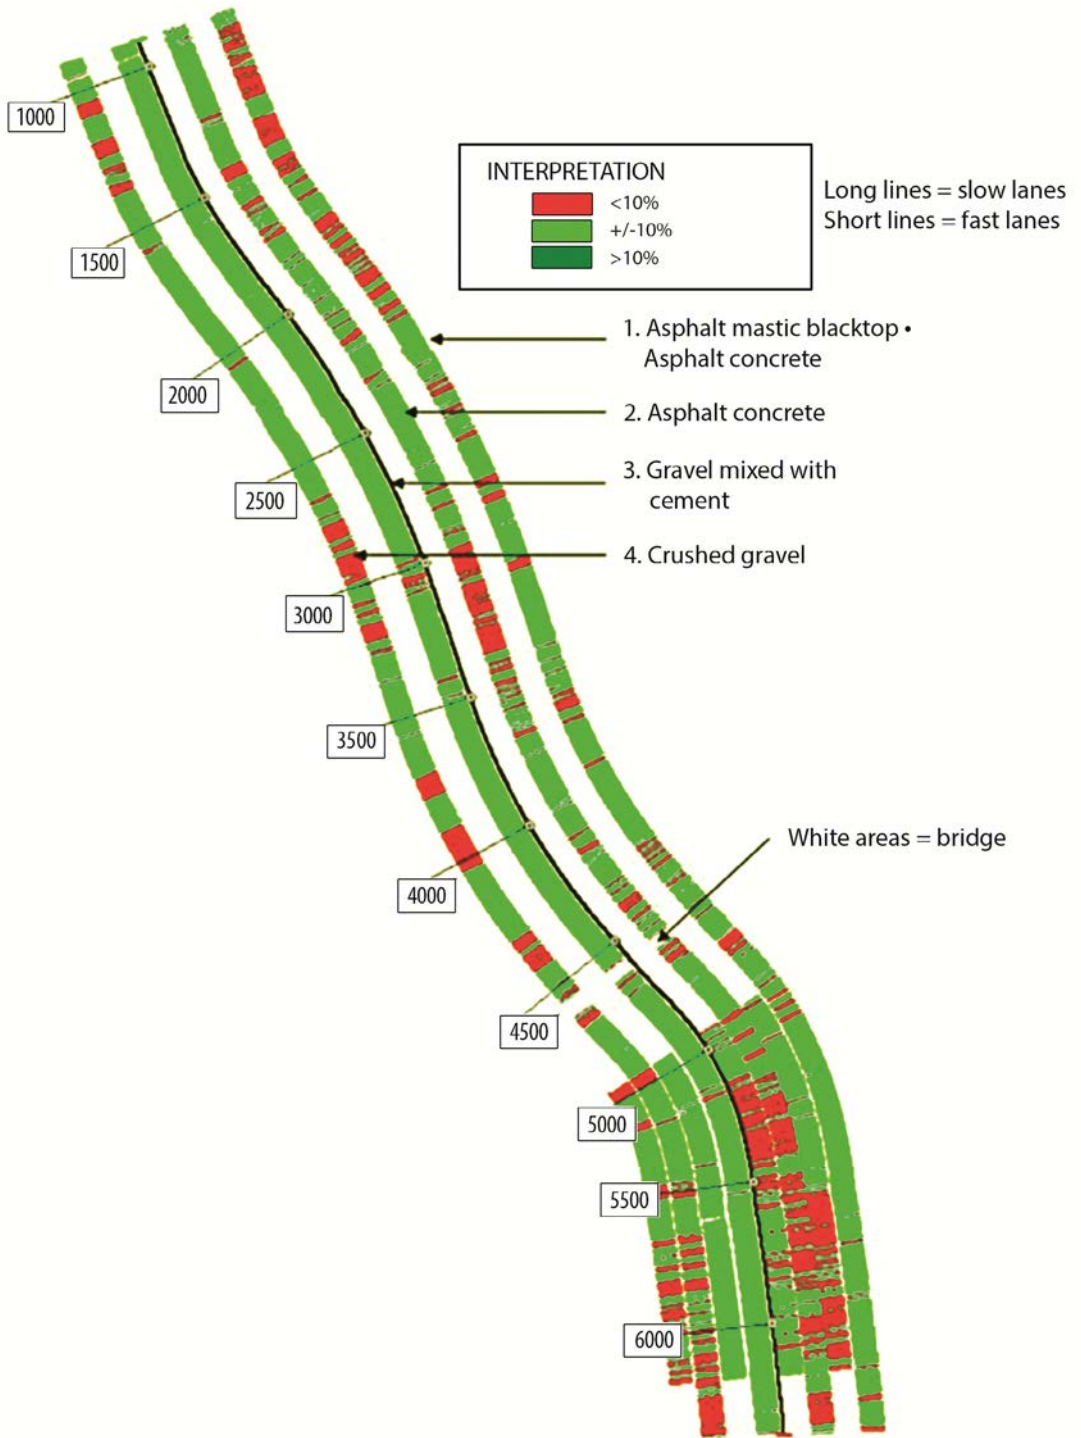 1000
1500
2000
2500
3000
3500
4000
4500
5000
5500
6000
INTERPRETATION
<10%
+/-10%
>10%
Long lines = slow lanes
Short lines = fast lanes
1. Asphalt mastic blacktop •
Asphalt concrete
2. Asphalt concrete
3. Gravel mixed with
cement
4. Crushed gravel
White areas = bridge